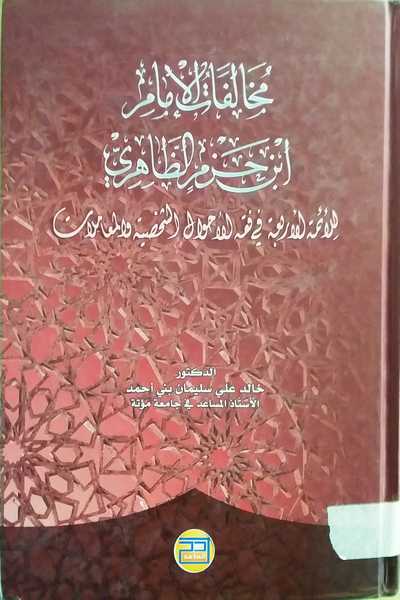 مخالفات الإمام
ابن حزم الظاهري
للأئمة الأربعة في فقه الأحوال الشخصية والمعاملات
الدكتور
خالد علي سليمان بني أحمد
الأستاذ المساعد في جامعة مؤتة
الحامد